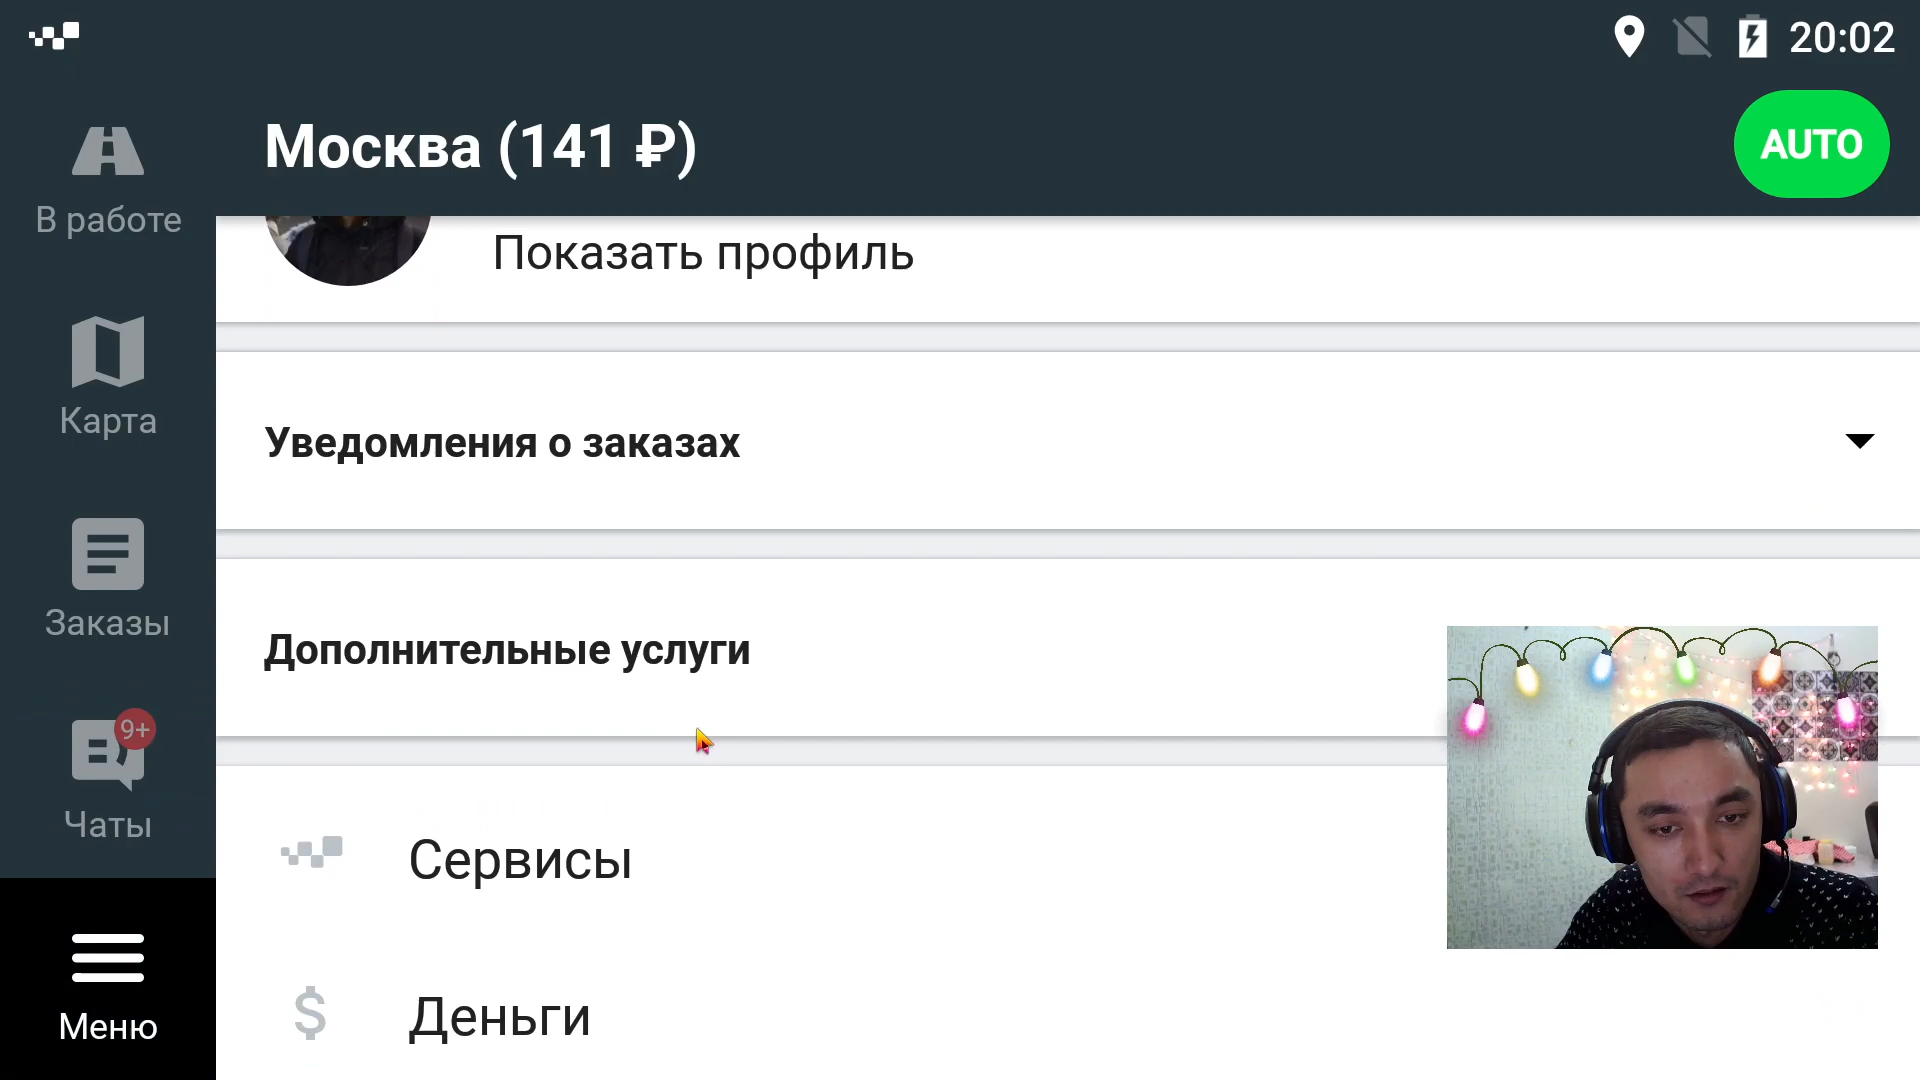 20:02
Москва (141 ₽)
AUTO
В работе
Показать профиль
Карта
Уведомления о заказах
Заказы
Дополнительные услуги
9+
Чаты
Сервисы
Деньги
Меню